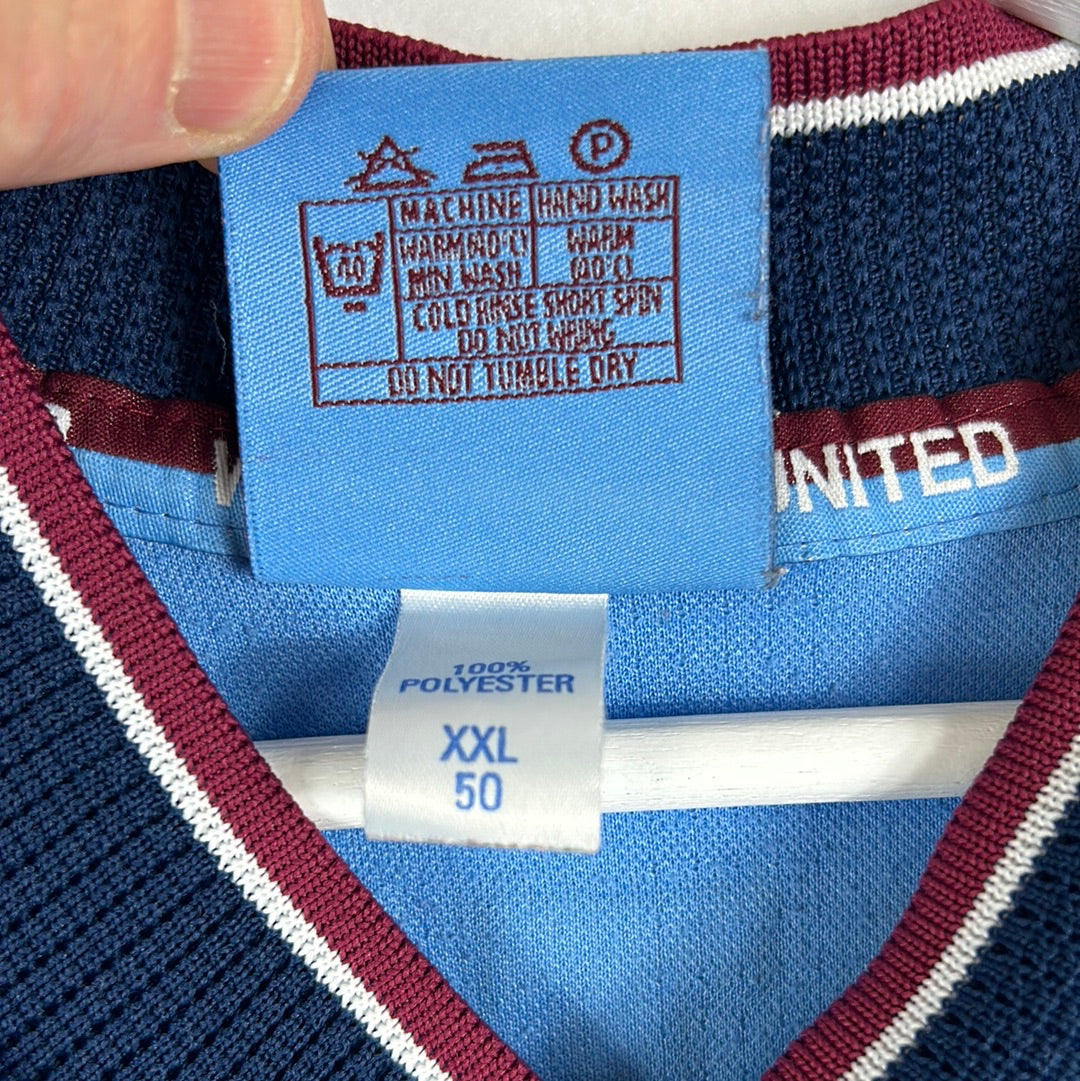 P
MACHINE HAND WASH
40 WARM(40°C) WARM
MIN WASH (40°C)
COLD RINSE SHORT SPIN
DO NOT WRING
DO NOT TUMBLE DRY
W UNITED
100%
POLYESTER
XXL
50